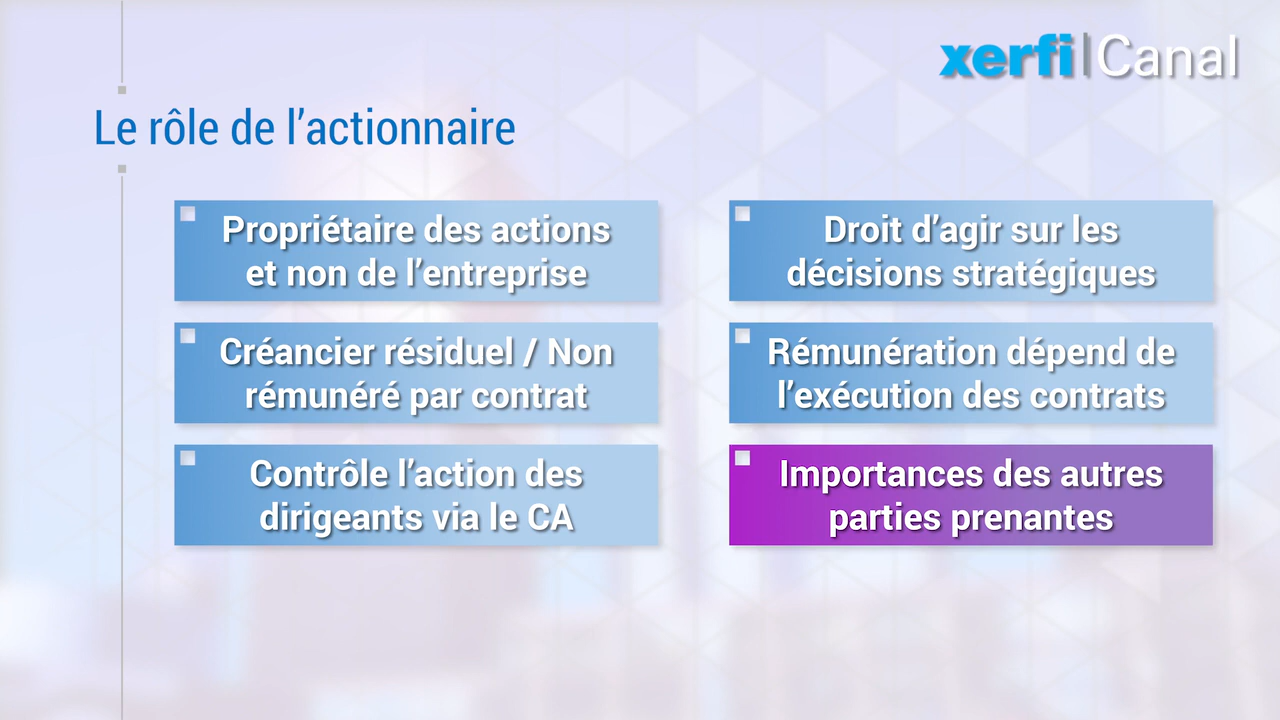 xerfi|Canal
Le rôle de l’actionnaire
Propriétaire des actions
et non de l’entreprise
Droit d’agir sur les
décisions stratégiques
Créancier résiduel / Non
rémunéré par contrat
Rémunération dépend de
l’exécution des contrats
Contrôle l’action des
dirigeants via le CA
Importances des autres
parties prenantes